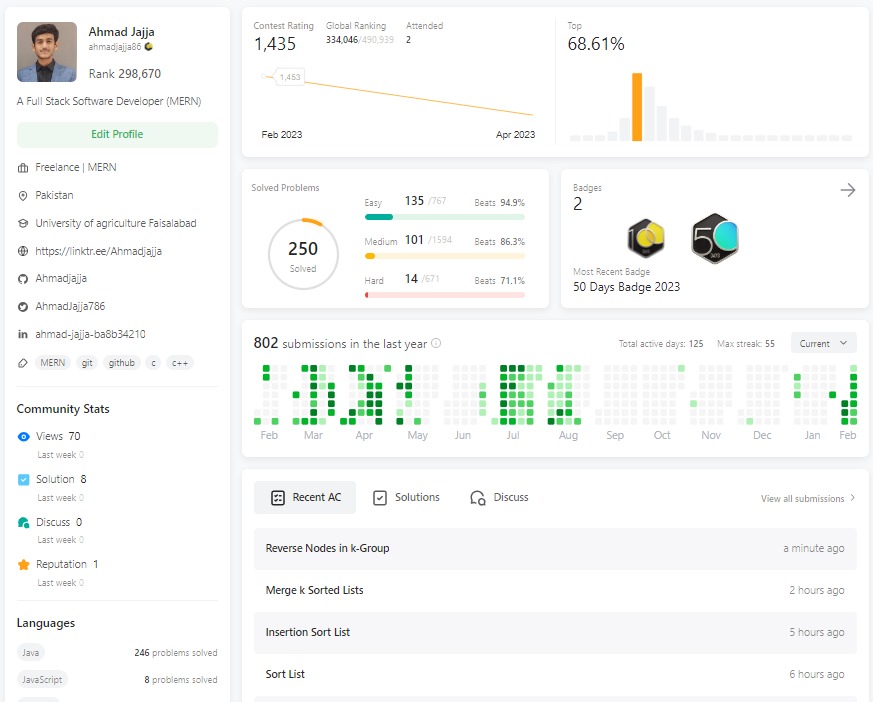 Ahmad Jajja
ahmadjajja86
Rank 298,670
A Full Stack Software Developer (MERN)
Edit Profile
Freelance | MERN
Pakistan
University of agriculture Faisalabad
https://linktr.ee/Ahmadjajja
Ahmadjajja
AhmadJajja786
ahmad-jajja-ba8b34210
MERN git github c c++
Community Stats
Views 70
Last week 0
Solution 8
Last week 0
Discuss 0
Last week 0
Reputation 1
Last week 0
Languages
Java 246 problems solved
JavaScript 8 problems solved
Contest Rating Global Ranking Attended
1,435 334,046/490,939 2
1,453
Feb 2023 Apr 2023
Top
68.61%
Solved Problems
250
Solved
Easy 135 /767 Beats 94.9%
Medium 101 /1594 Beats 86.3%
Hard 14 /671 Beats 71.1%
Badges
2
100
50
Most Recent Badge
50 Days Badge 2023
802 submissions in the last year Total active days: 125 Max streak: 55 Current
Feb Mar Apr May Jun Jul Aug Sep Oct Nov Dec Jan Feb
Recent AC Solutions Discuss View all submissions
Reverse Nodes in k-Group a minute ago
Merge k Sorted Lists 2 hours ago
Insertion Sort List 5 hours ago
Sort List 6 hours ago